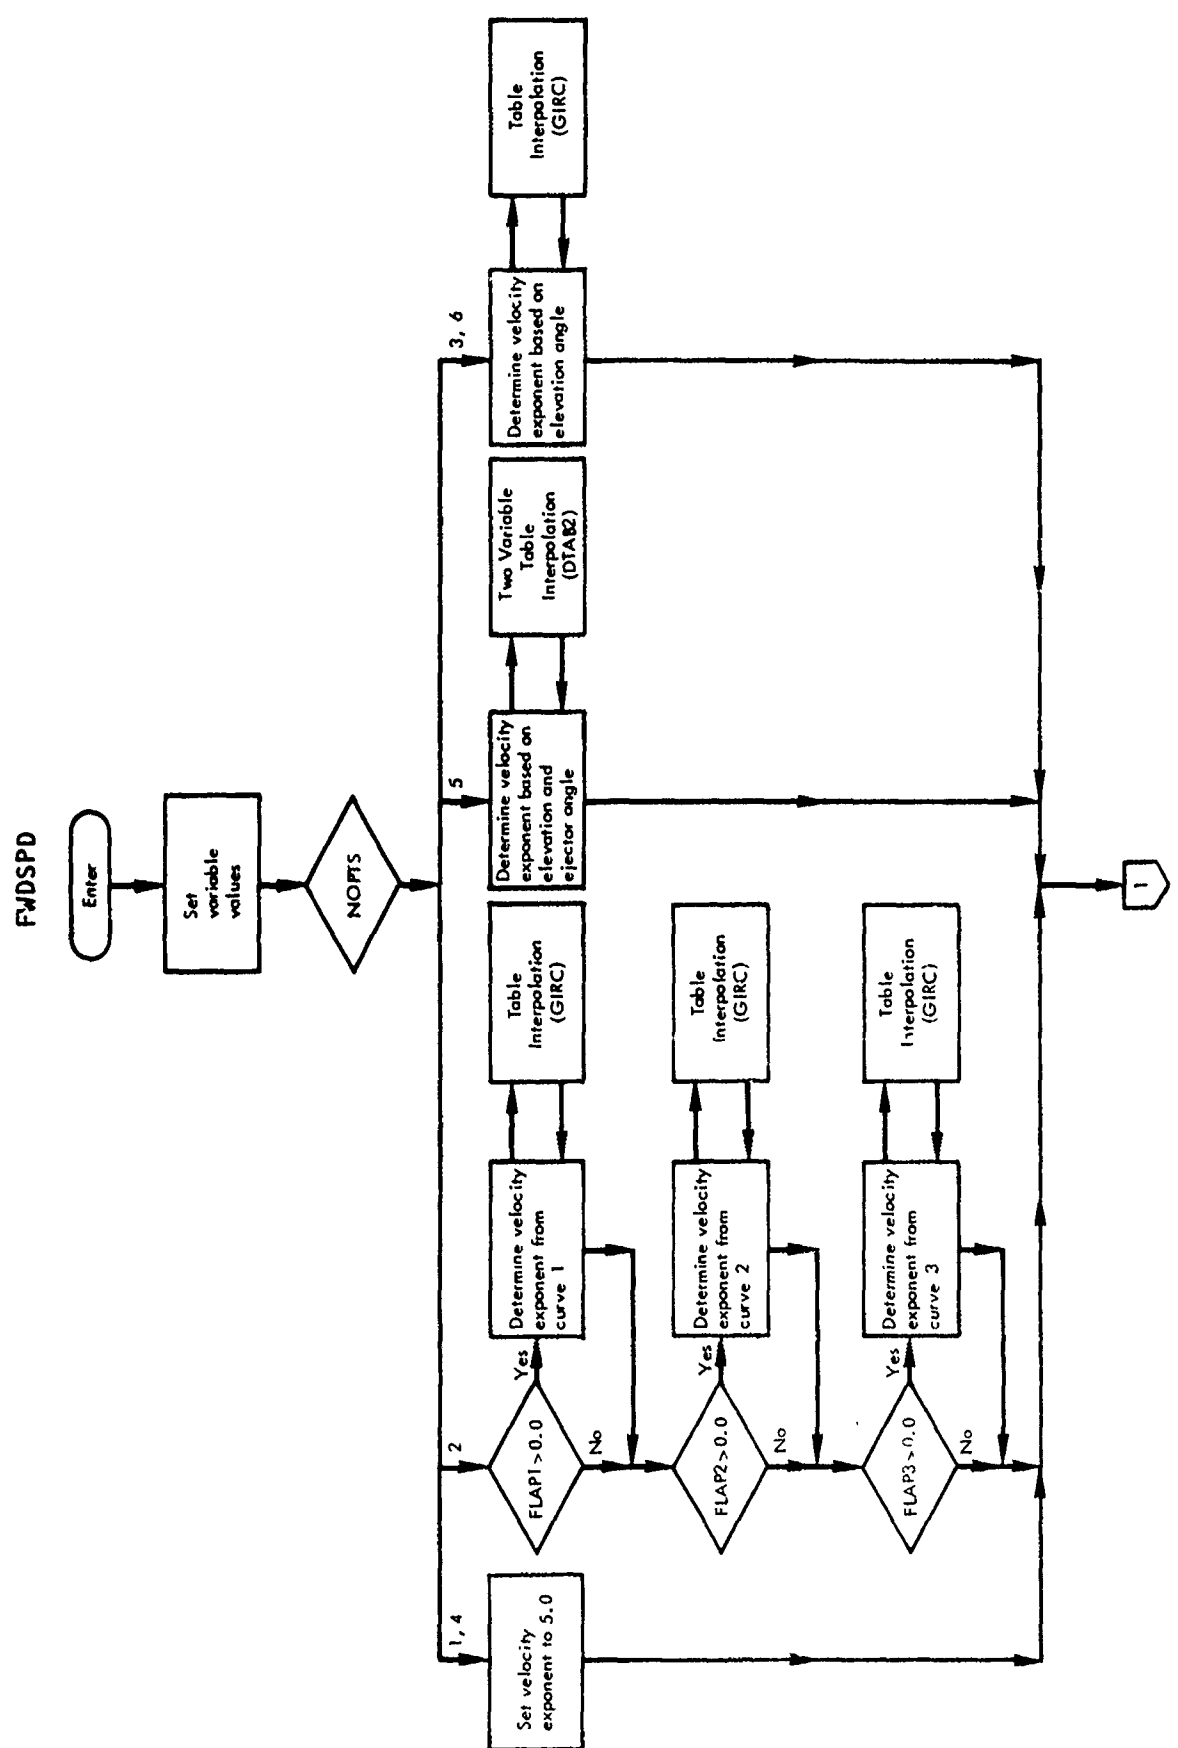 FWDSPD
Enter
Set
variable
values
NOPTS
1, 4
2
5
3, 6
Set velocity
exponent to 5.0
FLAP1 > 0.0
Yes
No
Determine velocity
exponent from
curve 1
Table
Interpolation
(GIRC)
FLAP2 > 0.0
Yes
No
Determine velocity
exponent from
curve 2
Table
Interpolation
(GIRC)
FLAP3 > 0.0
Yes
No
Determine velocity
exponent from
curve 3
Table
Interpolation
(GIRC)
Determine velocity
exponent based on
elevation and
ejector angle
Two Variable
Table
Interpolation
(DTAB2)
Determine velocity
exponent based on
elevation angle
Table
Interpolation
(GIRC)
1